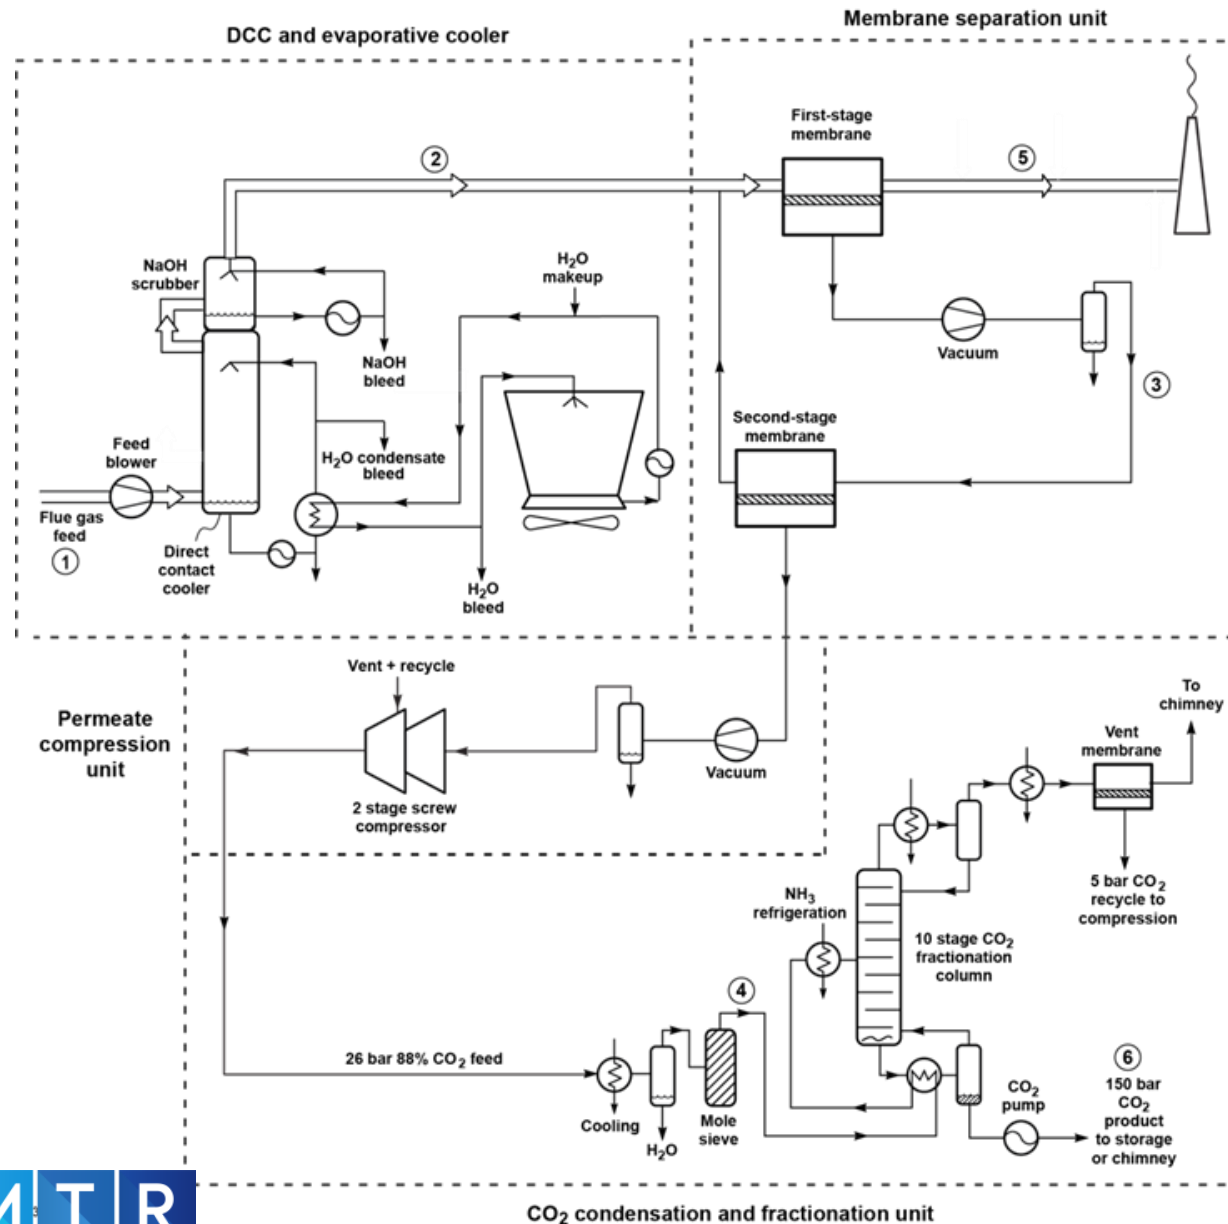 DCC and evaporative cooler
Membrane separation unit
First-stage
membrane
2
5
NaOH
scrubber
H₂O
makeup
NaOH
bleed
Vacuum
3
Second-stage
membrane
Feed
blower
H₂O condensate
bleed
Flue gas
feed
1
Direct
contact
cooler
H₂O
bleed
Vent + recycle
Permeate
compression
unit
2 stage screw
compressor
Vacuum
To
chimney
Vent
membrane
5 bar CO₂
recycle to
compression
NH₃
refrigeration
10 stage CO₂
fractionation
column
4
26 bar 88% CO₂ feed
Cooling
H₂O
Mole
sieve
CO₂
pump
6
150 bar
CO₂
product
to storage
or chimney
MTR
CO₂ condensation and fractionation unit